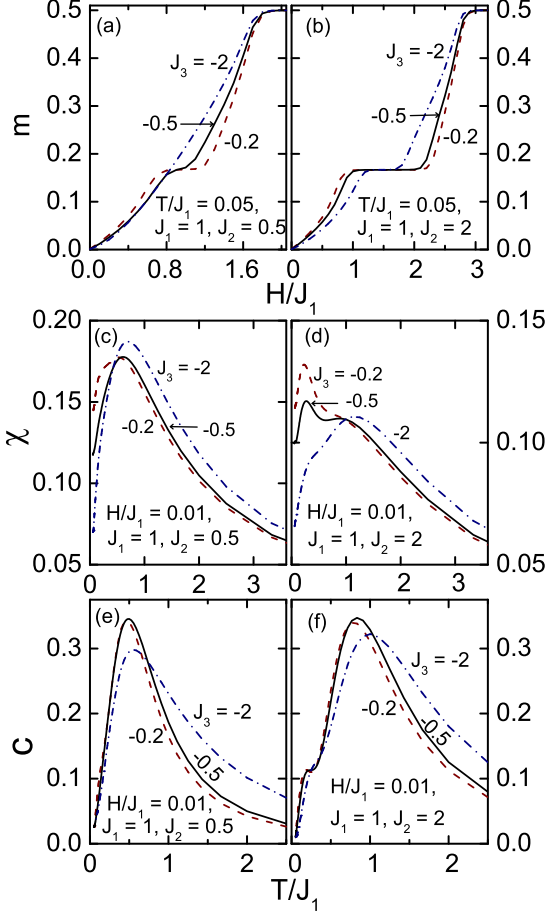 0.5
0.4
0.3
0.2
0.1
0.0
m
(a)
J3 = -2
-0.5
-0.2
T/J1 = 0.05,
J1 = 1, J2 = 0.5
0.0 0.8 1.6
(b)
J3 = -2
-0.5
-0.2
T/J1 = 0.05,
J1 = 1, J2 = 2
0.5
0.4
0.3
0.2
0.1
0.0
0 1 2 3
H/J1
0.20
0.15
0.10
0.05
χ
(c)
J3 = -2
-0.2
-0.5
H/J1 = 0.01,
J1 = 1, J2 = 0.5
0 1 2 3
(d)
J3 = -0.2
-0.5
-2
H/J1 = 0.01,
J1 = 1, J2 = 2
0.15
0.10
0.05
0 1 2 3
0.3
0.2
0.1
0.0
C
(e)
J3 = -2
-0.2
-0.5
H/J1 = 0.01,
J1 = 1, J2 = 0.5
0 1 2
(f)
J3 = -2
-0.2
-0.5
H/J1 = 0.01,
J1 = 1, J2 = 2
0.3
0.2
0.1
0.0
0 1 2
T/J1